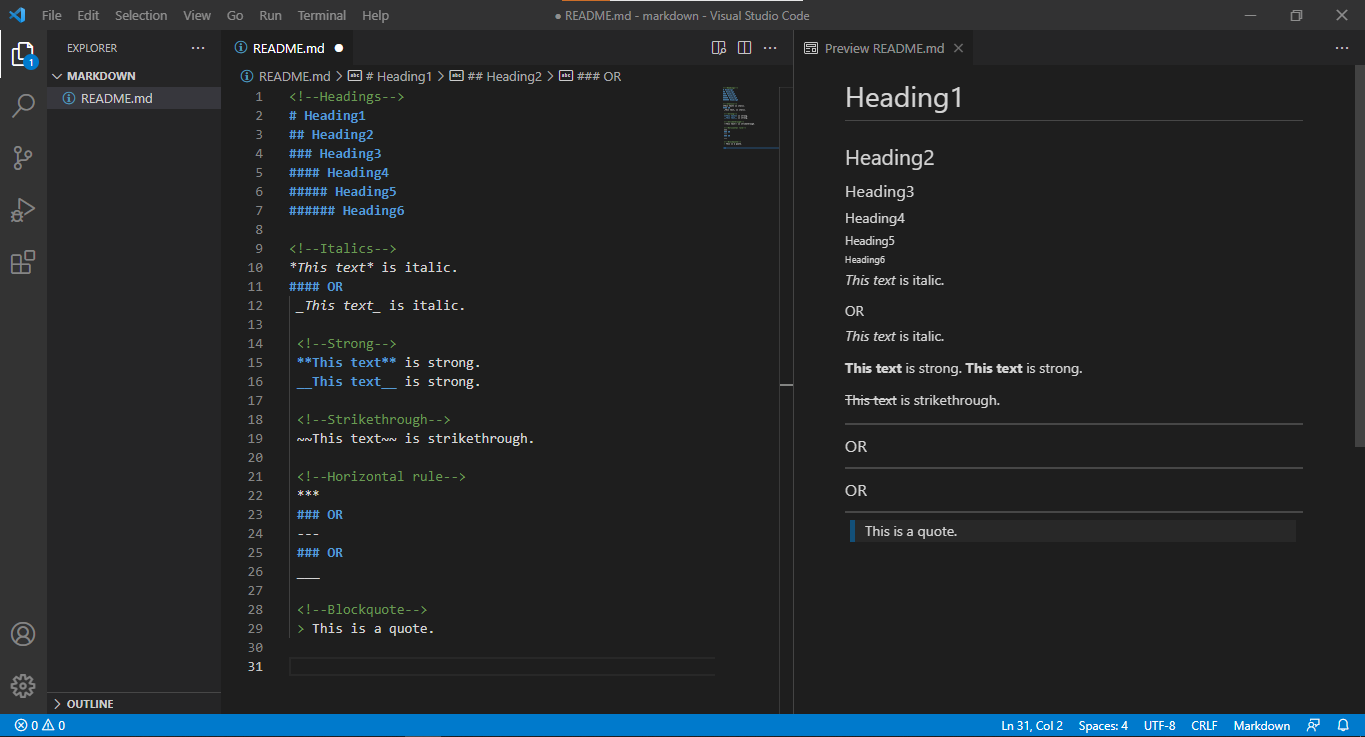 File Edit Selection View Go Run Terminal Help
● README.md - markdown - Visual Studio Code
1
EXPLORER ···
MARKDOWN
README.md
OUTLINE
README.md ●
README.md > # Heading1 > ## Heading2 > ### OR
1 <!--Headings-->
2 # Heading1
3 ## Heading2
4 ### Heading3
5 #### Heading4
6 ##### Heading5
7 ###### Heading6
8
9 <!--Italics-->
10 *This text* is italic.
11 #### OR
12 _This text_ is italic.
13
14 <!--Strong-->
15 **This text** is strong.
16 __This text__ is strong.
17
18 <!--Strikethrough-->
19 ~~This text~~ is strikethrough.
20
21 <!--Horizontal rule-->
22 ***
23 ### OR
24 ---
25 ### OR
26 ___
27
28 <!--Blockquote-->
29 > This is a quote.
30
31
Preview README.md
Heading1
Heading2
Heading3
Heading4
Heading5
Heading6
This text is italic.
OR
This text is italic.
This text is strong. This text is strong.
This text is strikethrough.
OR
OR
This is a quote.
0 0
Ln 31, Col 2 Spaces: 4 UTF-8 CRLF Markdown